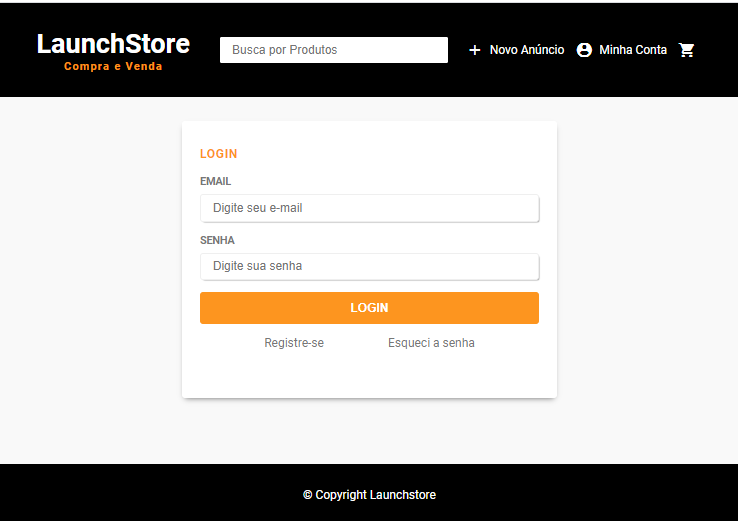 LaunchStore
Compra e Venda
Busca por Produtos
Novo Anúncio
Minha Conta
LOGIN
EMAIL
Digite seu e-mail
SENHA
Digite sua senha
LOGIN
Registre-se
Esqueci a senha
© Copyright Launchstore